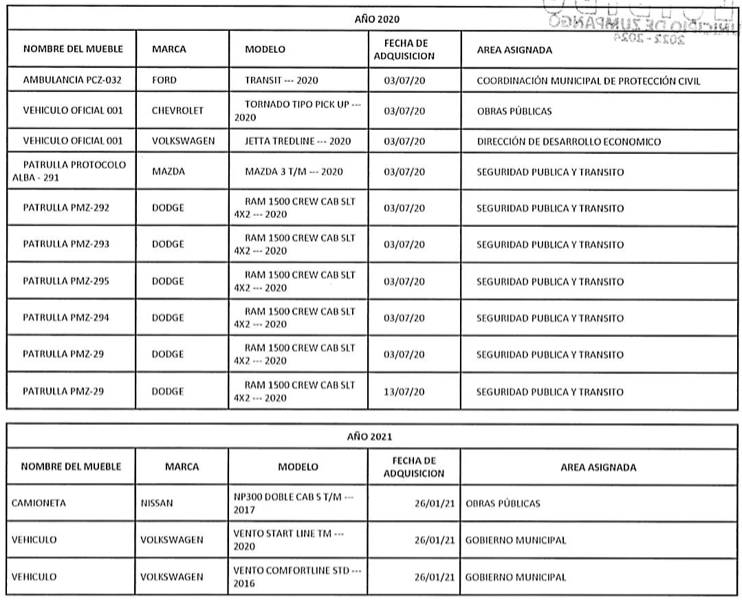 MUNICIPIO DE ZUMPANGO
2022 - 2024
AÑO 2020
NOMBRE DEL MUEBLE MARCA MODELO FECHA DE ADQUISICION AREA ASIGNADA
AMBULANCIA PCZ-032 FORD TRANSIT --- 2020 03/07/20 COORDINACIÓN MUNICIPAL DE PROTECCIÓN CIVIL
VEHICULO OFICIAL 001 CHEVROLET TORNADO TIPO PICK UP --- 2020 03/07/20 OBRAS PÚBLICAS
VEHICULO OFICIAL 001 VOLKSWAGEN JETTA TREDLINE --- 2020 03/07/20 DIRECCIÓN DE DESARROLLO ECONOMICO
PATRULLA PROTOCOLO ALBA - 291 MAZDA MAZDA 3 T/M --- 2020 03/07/20 SEGURIDAD PUBLICA Y TRANSITO
PATRULLA PMZ-292 DODGE RAM 1500 CREW CAB SLT 4X2 --- 2020 03/07/20 SEGURIDAD PUBLICA Y TRANSITO
PATRULLA PMZ-293 DODGE RAM 1500 CREW CAB SLT 4X2 --- 2020 03/07/20 SEGURIDAD PUBLICA Y TRANSITO
PATRULLA PMZ-295 DODGE RAM 1500 CREW CAB SLT 4X2 --- 2020 03/07/20 SEGURIDAD PUBLICA Y TRANSITO
PATRULLA PMZ-294 DODGE RAM 1500 CREW CAB SLT 4X2 --- 2020 03/07/20 SEGURIDAD PUBLICA Y TRANSITO
PATRULLA PMZ-29 DODGE RAM 1500 CREW CAB SLT 4X2 --- 2020 03/07/20 SEGURIDAD PUBLICA Y TRANSITO
PATRULLA PMZ-29 DODGE RAM 1500 CREW CAB SLT 4X2 --- 2020 13/07/20 SEGURIDAD PUBLICA Y TRANSITO
AÑO 2021
NOMBRE DEL MUEBLE MARCA MODELO FECHA DE ADQUISICION AREA ASIGNADA
CAMIONETA NISSAN NP300 DOBLE CAB S T/M --- 2017 26/01/21 OBRAS PÚBLICAS
VEHICULO VOLKSWAGEN VENTO START LINE TM --- 2020 26/01/21 GOBIERNO MUNICIPAL
VEHICULO VOLKSWAGEN VENTO COMFORTLINE STD --- 2016 26/01/21 GOBIERNO MUNICIPAL